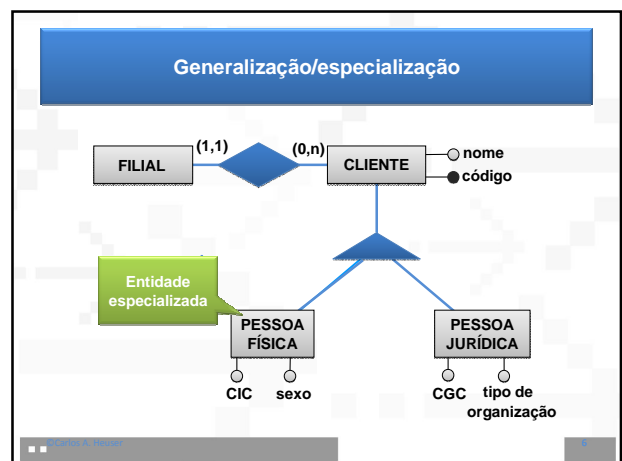 Generalização/especialização
(1,1)
(0,n)
FILIAL
CLIENTE
nome
código
Entidade
especializada
PESSOA
FÍSICA
PESSOA
JURÍDICA
CIC
sexo
CGC
tipo de
organização
©Carlos A. Heuser
6